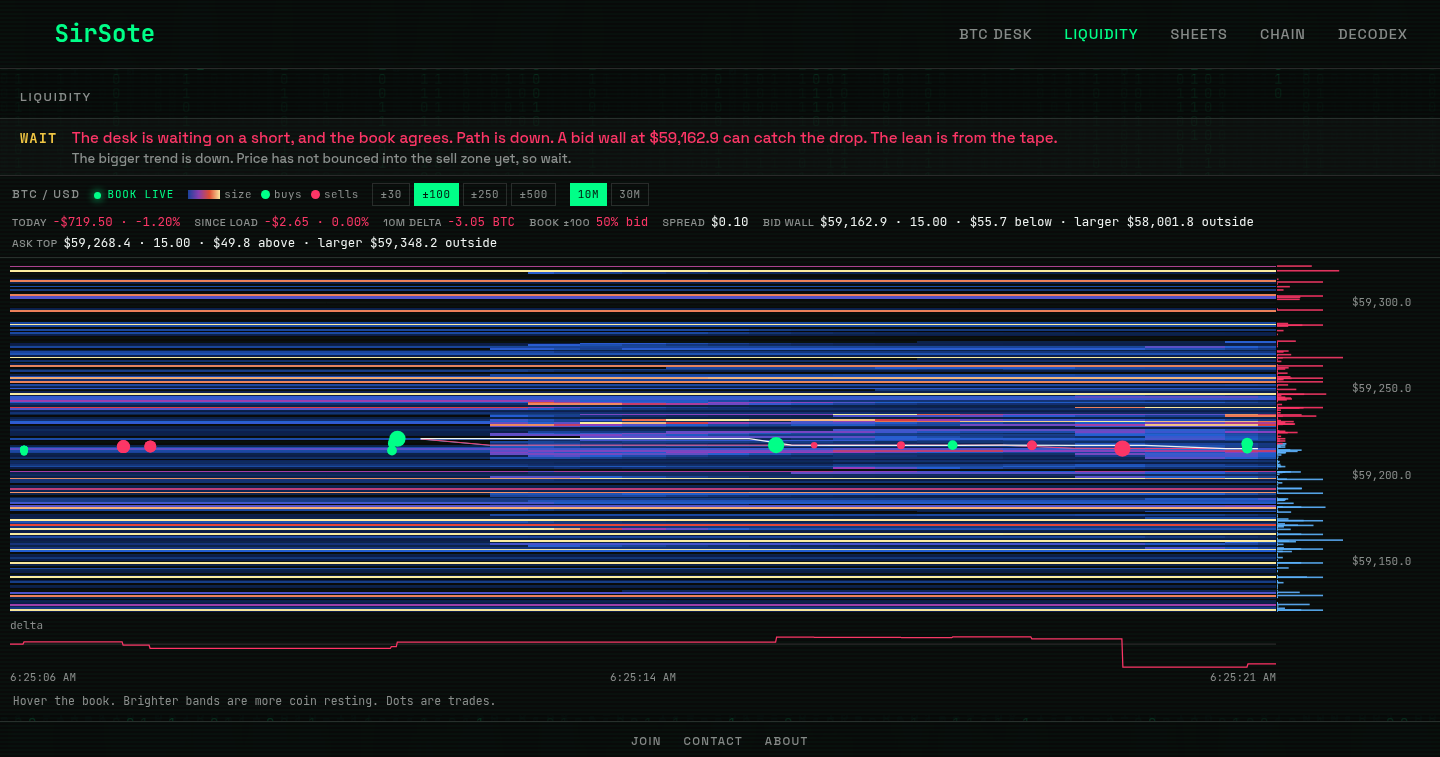 SirSote
BTC DESK LIQUIDITY SHEETS CHAIN DECODEX
LIQUIDITY
WAIT The desk is waiting on a short, and the book agrees. Path is down. A bid wall at $59,162.9 can catch the drop. The lean is from the tape.
The bigger trend is down. Price has not bounced into the sell zone yet, so wait.
BTC / USD BOOK LIVE size buys sells ±30 ±100 ±250 ±500 10M 30M
TODAY -$719.50 · -1.20% SINCE LOAD -$2.65 · 0.00% 10M DELTA -3.05 BTC BOOK ±100 50% bid SPREAD $0.10 BID WALL $59,162.9 · 15.00 · $55.7 below · larger $58,001.8 outside
ASK TOP $59,268.4 · 15.00 · $49.8 above · larger $59,348.2 outside
$59,300.0
$59,250.0
$59,200.0
$59,150.0
delta
6:25:06 AM 6:25:14 AM 6:25:21 AM
Hover the book. Brighter bands are more coin resting. Dots are trades.
JOIN CONTACT ABOUT